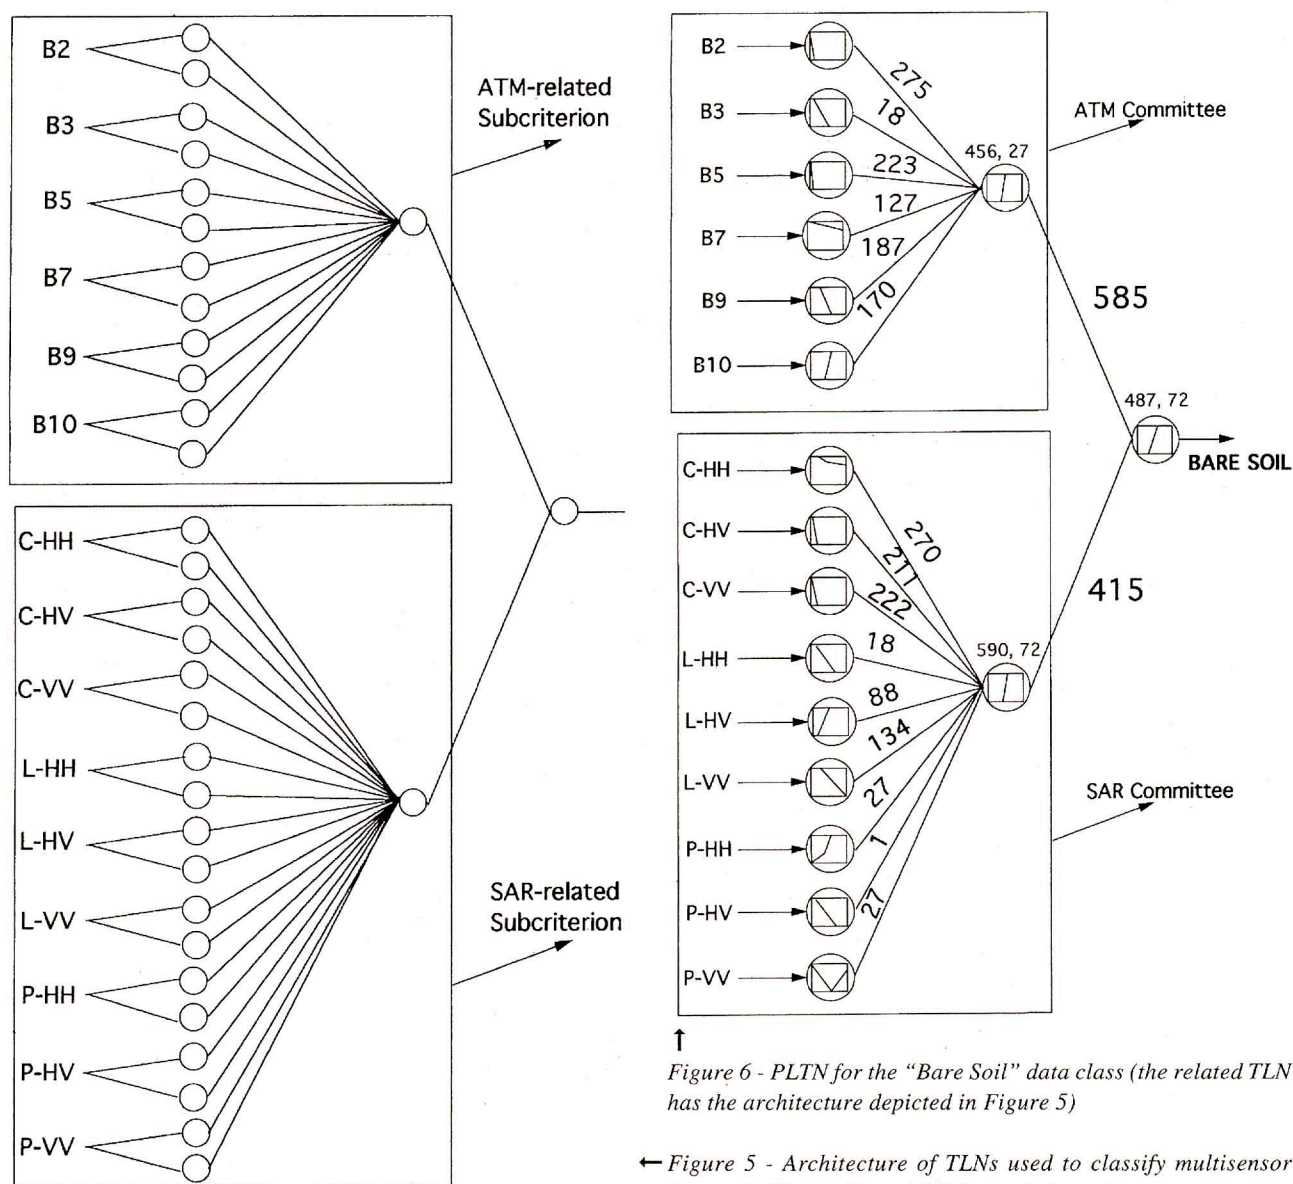 B2
B3
B5
B7
B9
B10
ATM-related
Subcriterion
C-HH
C-HV
C-VV
L-HH
L-HV
L-VV
P-HH
P-HV
P-VV
SAR-related
Subcriterion
B2
B3
B5
B7
B9
B10
275
18
223
127
187
170
456, 27
ATM Committee
585
487, 72
BARE SOIL
415
C-HH
C-HV
C-VV
L-HH
L-HV
L-VV
P-HH
P-HV
P-VV
270
211
222
18
88
134
27
1
27
590, 72
SAR Committee
↑
Figure 6 - PLTN for the “Bare Soil” data class (the related TLN
has the architecture depicted in Figure 5)
← Figure 5 - Architecture of TLNs used to classify multisensor